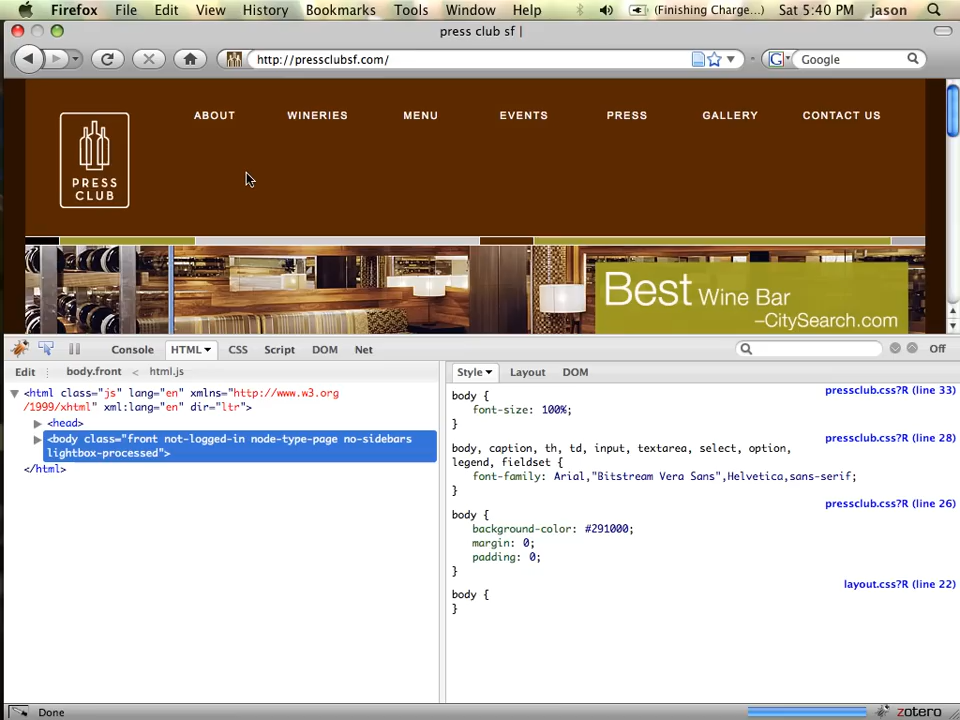 Firefox File Edit View History Bookmarks Tools Window Help (Finishing Charge...) Sat 5:40 PM jason
press club sf |
http://pressclubsf.com/ G Google
ABOUT WINERIES MENU EVENTS PRESS GALLERY CONTACT US
PRESS
CLUB
Best Wine Bar
–CitySearch.com
Console HTML CSS Script DOM Net Off
Edit body.front < html.js Style Layout DOM
<html class="js" lang="en" xmlns="http://www.w3.org
/1999/xhtml" xml:lang="en" dir="ltr">
<head>
<body class="front not-logged-in node-type-page no-sidebars
lightbox-processed">
</html>
body { pressclub.css?R (line 33)
font-size: 100%;
}
pressclub.css?R (line 28)
body, caption, th, td, input, textarea, select, option,
legend, fieldset {
font-family: Arial,"Bitstream Vera Sans",Helvetica,sans-serif;
}
pressclub.css?R (line 26)
body {
background-color: #291000;
margin: 0;
padding: 0;
}
layout.css?R (line 22)
body {
}
Done zotero